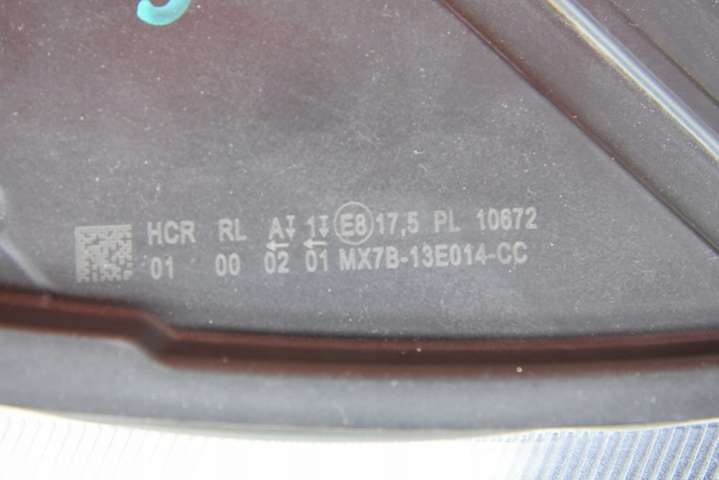 HCR RL A↧ 1↧ E8 17,5 PL 10672
01 00 02 01 MX7B-13E014-CC